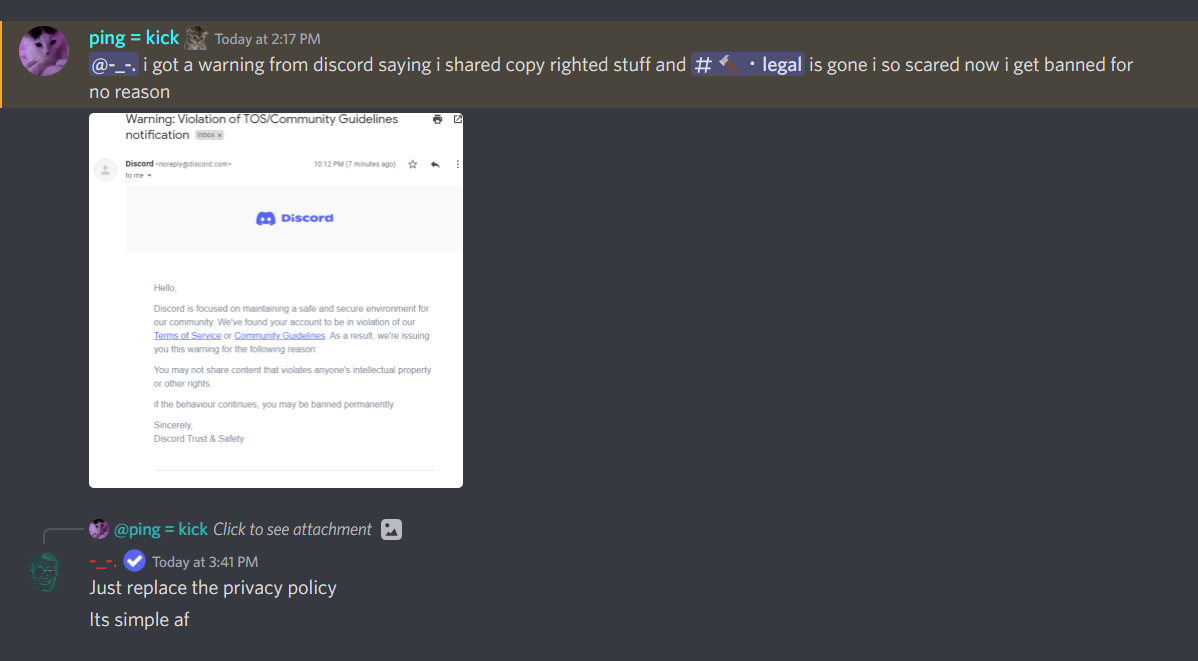 ping = kick Today at 2:17 PM
@-_-. i got a warning from discord saying i shared copy righted stuff and # • legal is gone i so scared now i get banned for
no reason
Warning: Violation of TOS/Community Guidelines
notification Inbox x
Discord <noreply@discord.com> 10:12 PM (7 minutes ago)
to me
Discord
Hello,
Discord is focused on maintaining a safe and secure environment for
our community. We've found your account to be in violation of our
Terms of Service or Community Guidelines. As a result, we're issuing
you this warning for the following reason:
You may not share content that violates anyone's intellectual property
or other rights.
if the behaviour continues, you may be banned permanently.
Sincerely,
Discord Trust & Safety
@ping = kick Click to see attachment
-_-. Today at 3:41 PM
Just replace the privacy policy
Its simple af